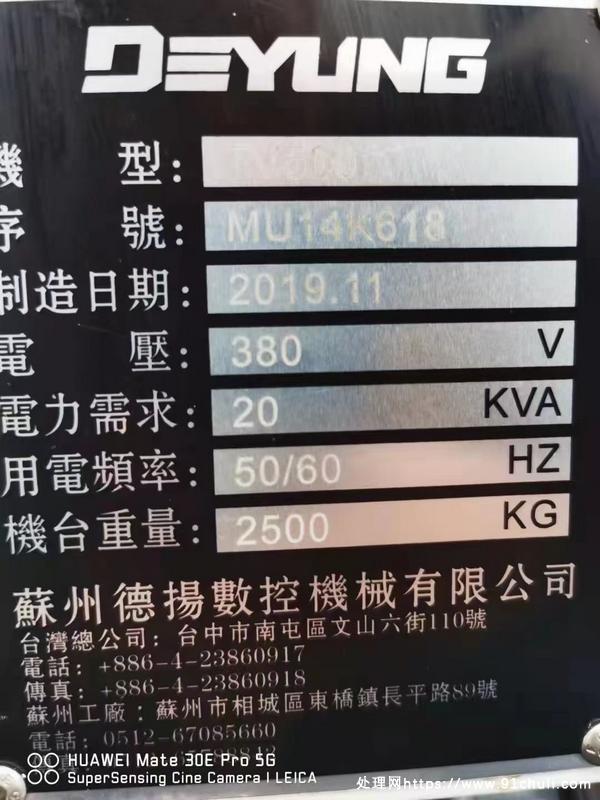 DEYUNG
機 型:
序 號: MU14K618
制造日期: 2019.11
電 壓: 380 V
電力需求: 20 KVA
用電頻率: 50/60 HZ
機台重量: 2500 KG
蘇州德揚數控機械有限公司
台灣總公司: 台中市南屯區文山六街110號
電話: +886-4-23860917
傳真: +886-4-23860918
蘇州工廠: 蘇州市相城區東橋鎮長平路89號
電話: 0512-67085660
HUAWEI Mate 30E Pro 5G
SuperSensing Cine Camera | LEICA
处理网https://www.91chuli.com